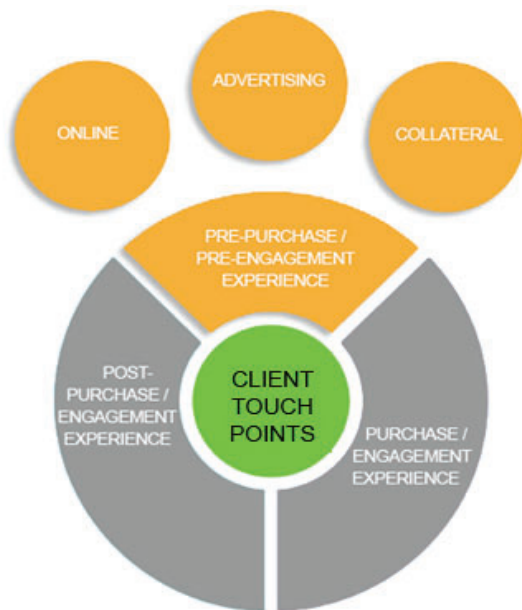 ADVERTISING
ONLINE
COLLATERAL
PRE-PURCHASE /
PRE-ENGAGEMENT
EXPERIENCE
POST-
PURCHASE /
ENGAGEMENT
EXPERIENCE
CLIENT
TOUCH
POINTS
PURCHASE /
ENGAGEMENT
EXPERIENCE